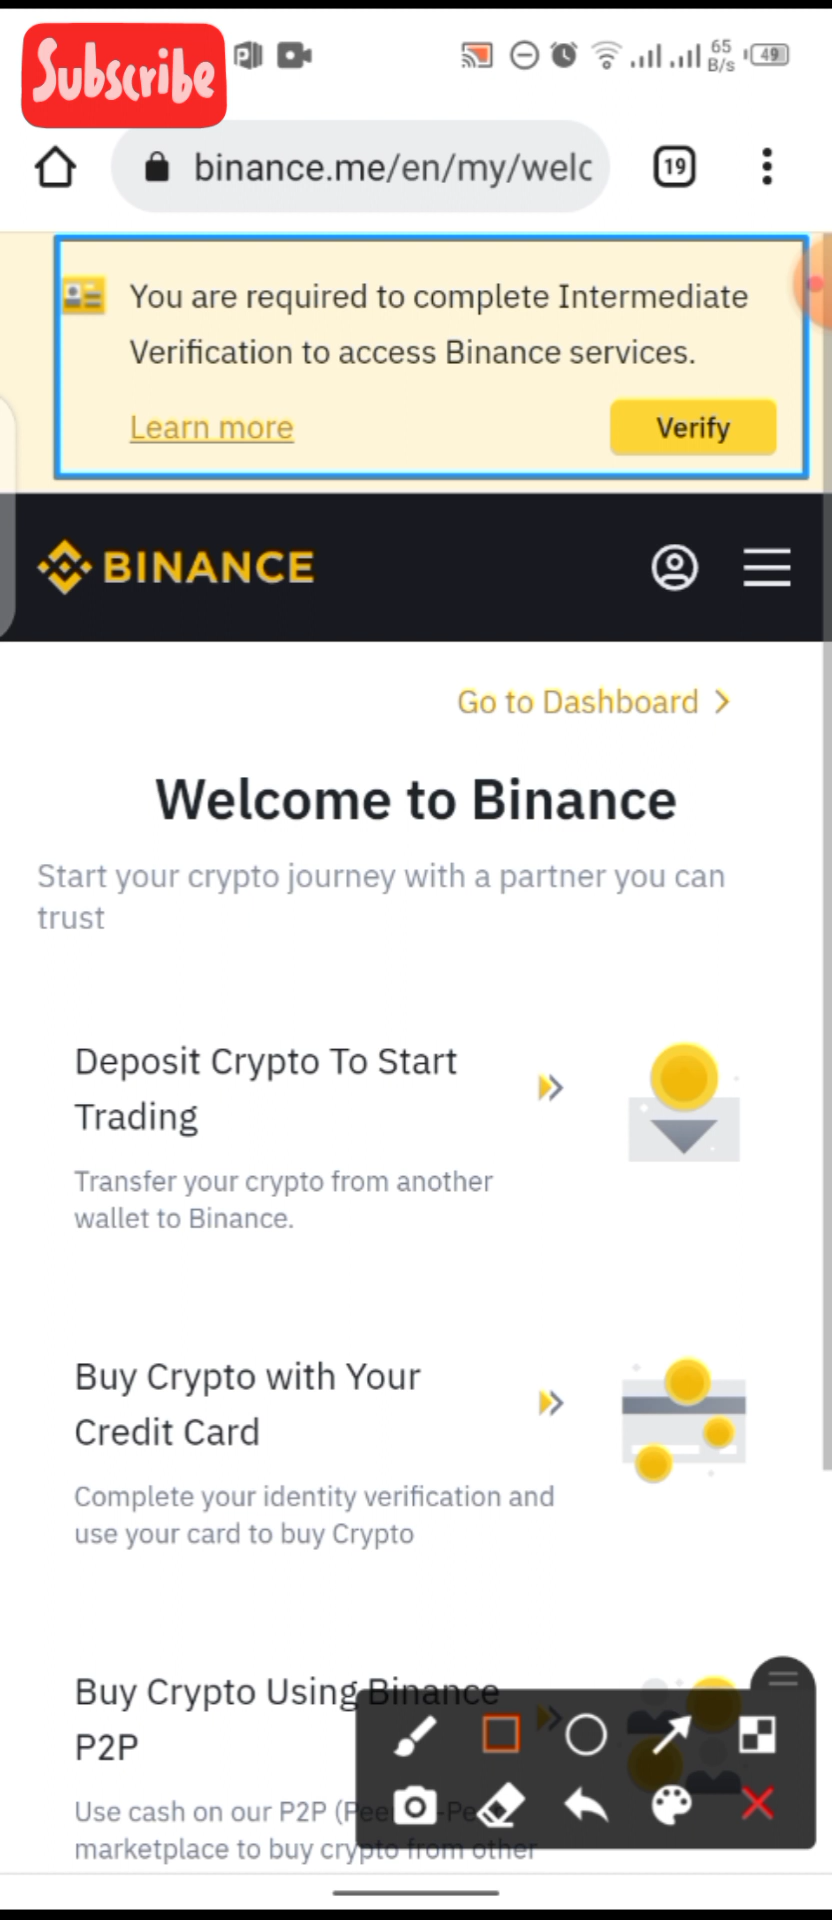 Subscribe
65
B/s
49
binance.me/en/my/welc
19
You are required to complete Intermediate
Verification to access Binance services.
Learn more
Verify
BINANCE
Go to Dashboard
Welcome to Binance
Start your crypto journey with a partner you can
trust
Deposit Crypto To Start
Trading
Transfer your crypto from another
wallet to Binance.
Buy Crypto with Your
Credit Card
Complete your identity verification and
use your card to buy Crypto
Buy Crypto Using Binance
P2P
Use cash on our P2P
marketplace to buy crypto from other